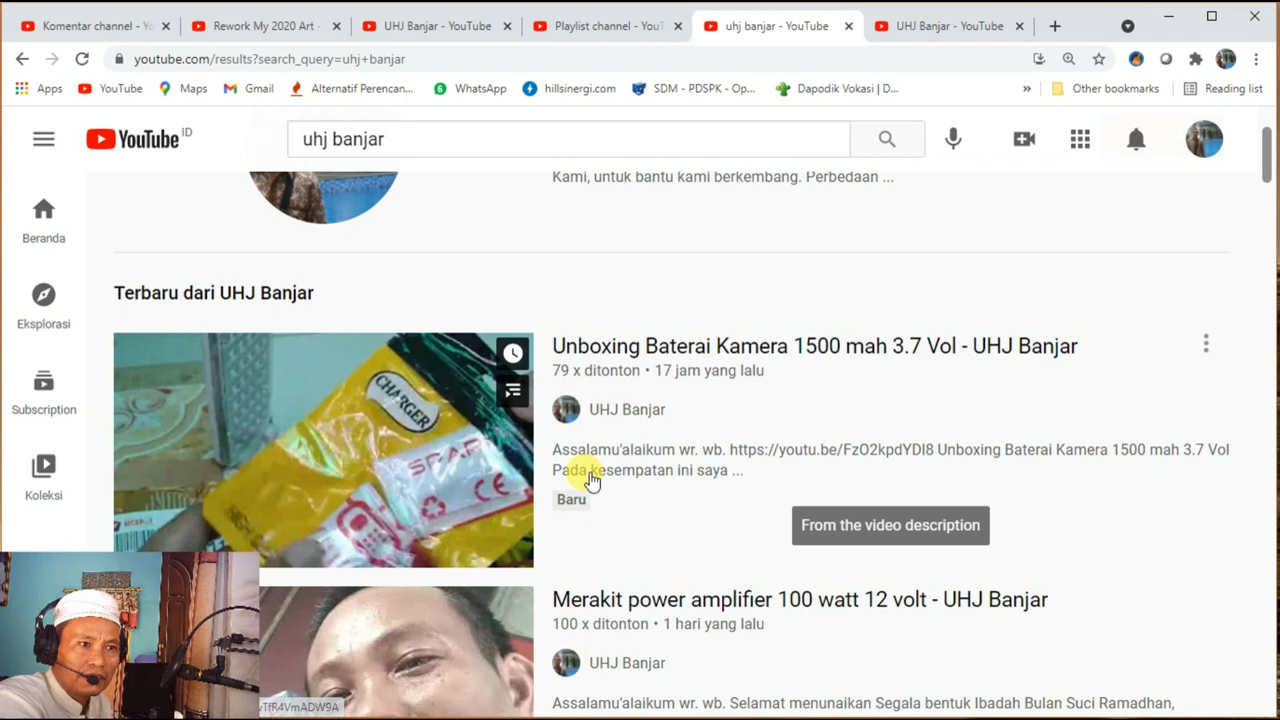 Komentar channel - Yo
Rework My 2020 Art -
UHJ Banjar - YouTube
Playlist channel - YouT
uhj banjar - YouTube
UHJ Banjar - YouTube
youtube.com/results?search_query=uhj+banjar
Apps
YouTube
Maps
Gmail
Alternatif Perencan...
WhatsApp
hillsinergi.com
SDM - PDSPK - Op...
Dapodik Vokasi | D...
»
Other bookmarks
Reading list
YouTube ID
uhj banjar
Kami, untuk bantu kami berkembang. Perbedaan ...
Beranda
Eksplorasi
Subscription
Koleksi
Terbaru dari UHJ Banjar
CHARGER
CE
Unboxing Baterai Kamera 1500 mah 3.7 Vol - UHJ Banjar
79 x ditonton • 17 jam yang lalu
UHJ Banjar
Assalamu'alaikum wr. wb. https://youtu.be/FzO2kpdYDI8 Unboxing Baterai Kamera 1500 mah 3.7 Vol
Pada kesempatan ini saya ...
Baru
From the video description
Merakit power amplifier 100 watt 12 volt - UHJ Banjar
100 x ditonton • 1 hari yang lalu
UHJ Banjar
Assalamu'alaikum wr. wb. Selamat menunaikan Segala bentuk Ibadah Bulan Suci Ramadhan,